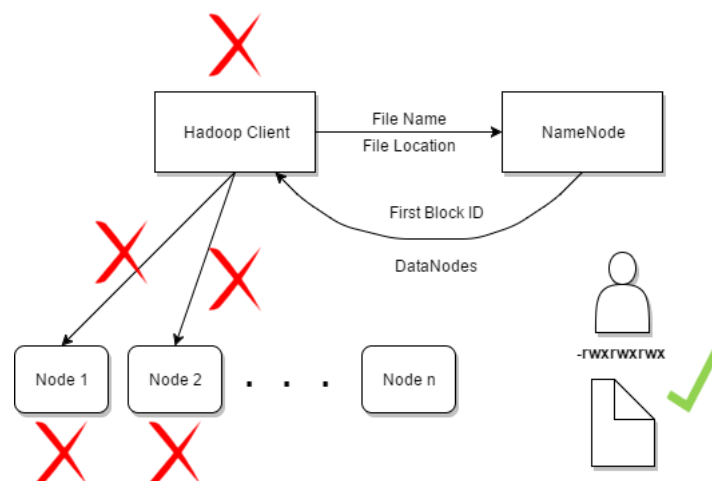 Hadoop Client
File Name
File Location
NameNode
First Block ID
DataNodes
-rwxrwxrwx
Node 1
Node 2
. . .
Node n